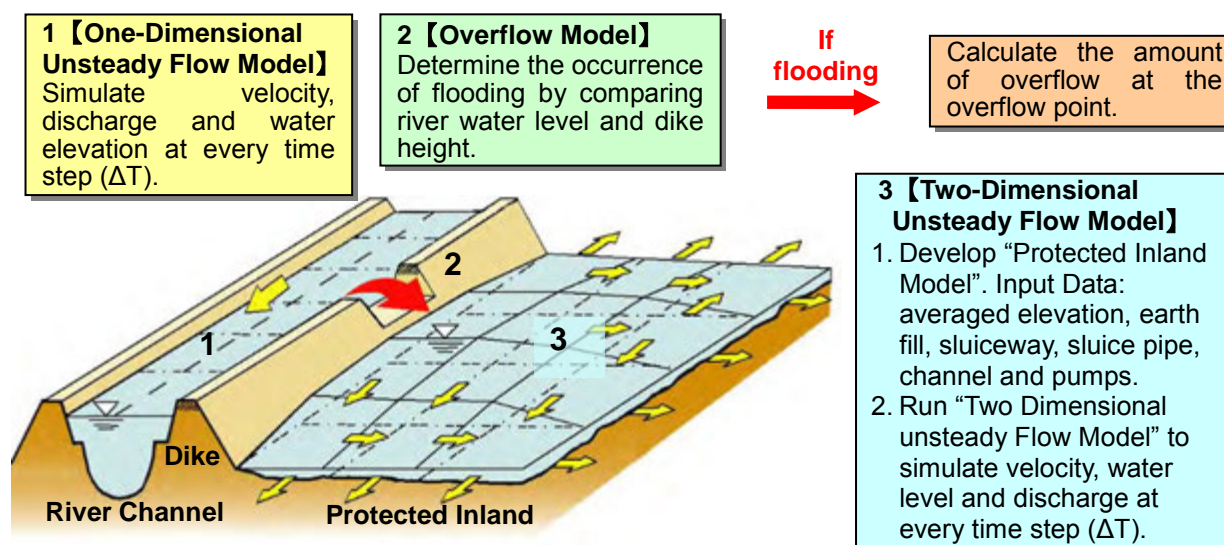 1【One-Dimensional
Unsteady Flow Model】
Simulate velocity,
discharge and water
elevation at every time
step (ΔT).
2【Overflow Model】
Determine the occurrence
of flooding by comparing
river water level and dike
height.
If
flooding
Calculate the amount
of overflow at the
overflow point.
3【Two-Dimensional
Unsteady Flow Model】
1. Develop “Protected Inland
Model”. Input Data:
averaged elevation, earth
fill, sluiceway, sluice pipe,
channel and pumps.
2. Run “Two Dimensional
unsteady Flow Model” to
simulate velocity, water
level and discharge at
every time step (ΔT).
2
1
3
Dike
River Channel
Protected Inland